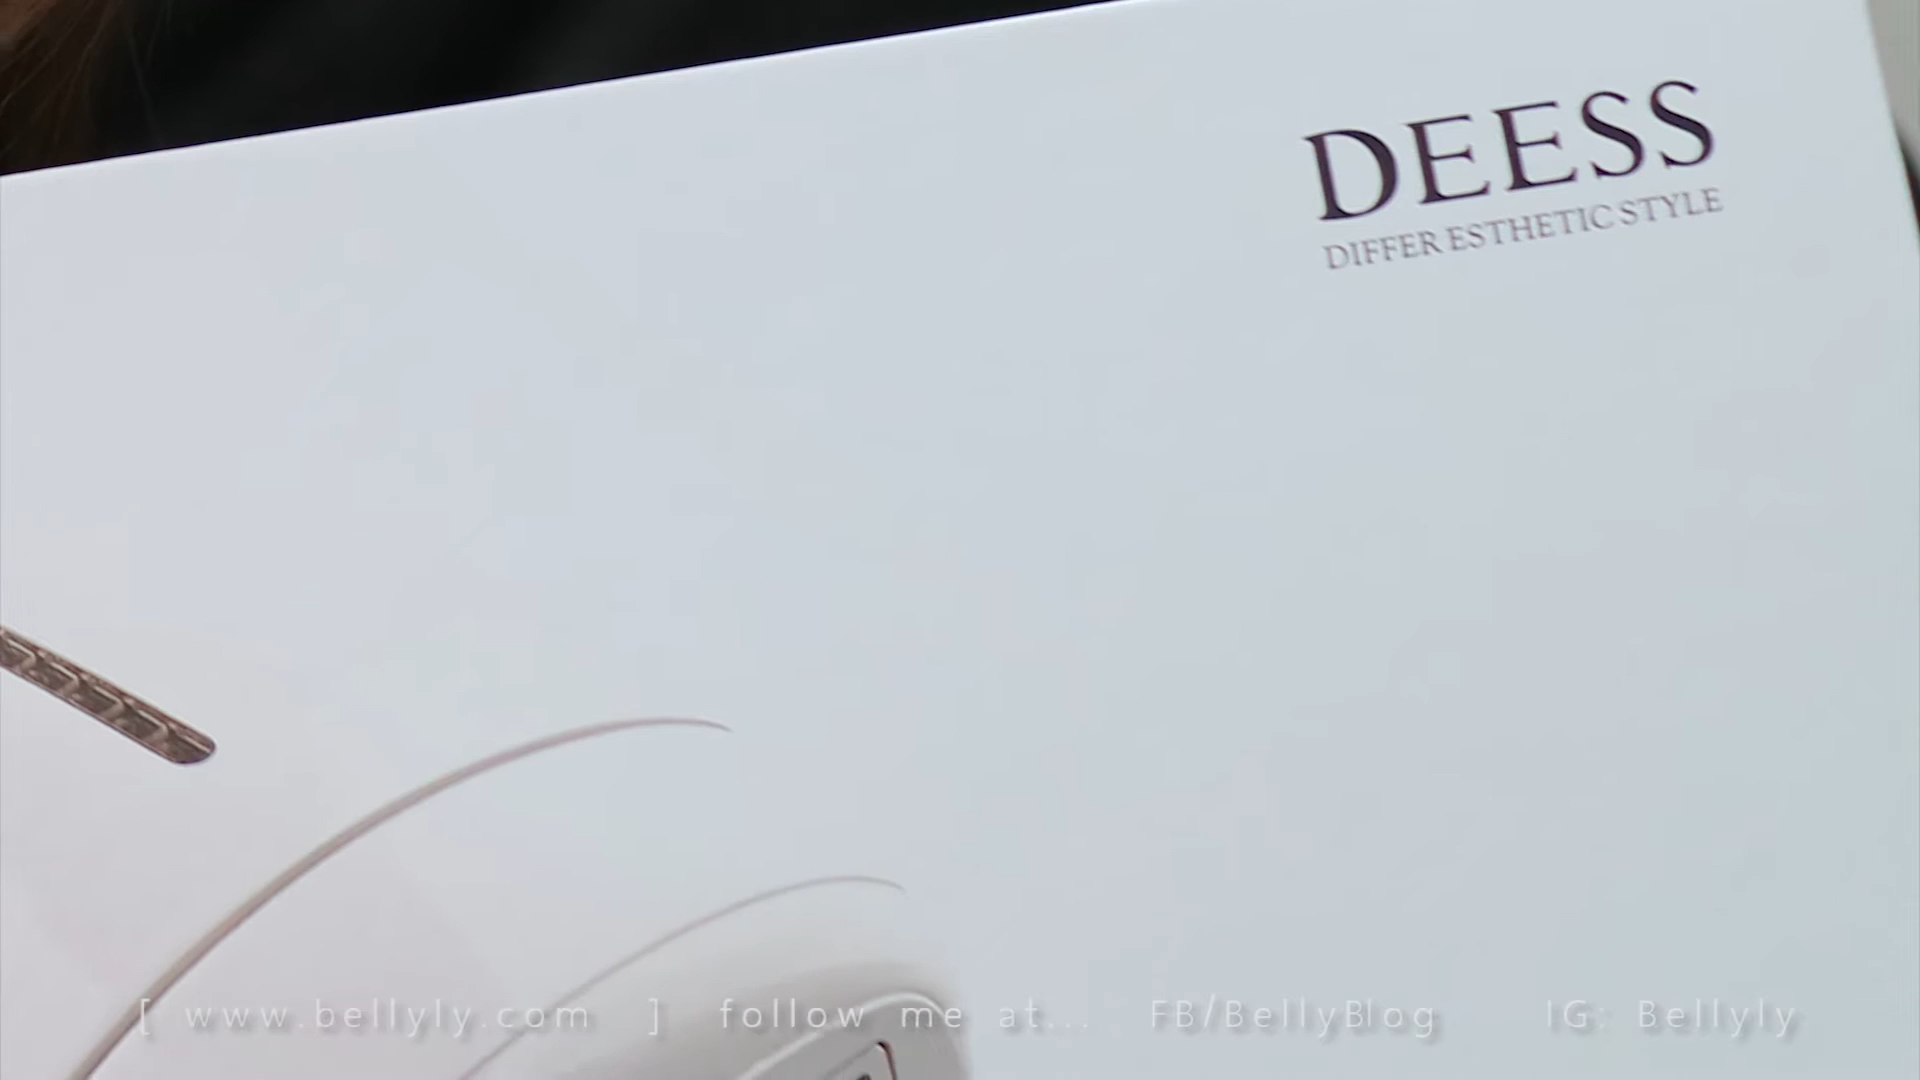 DEESS
DIFFER ESTHETIC STYLE
[ www.bellyly.com ] follow me at... FB/BellyBlog IG: Bellyly